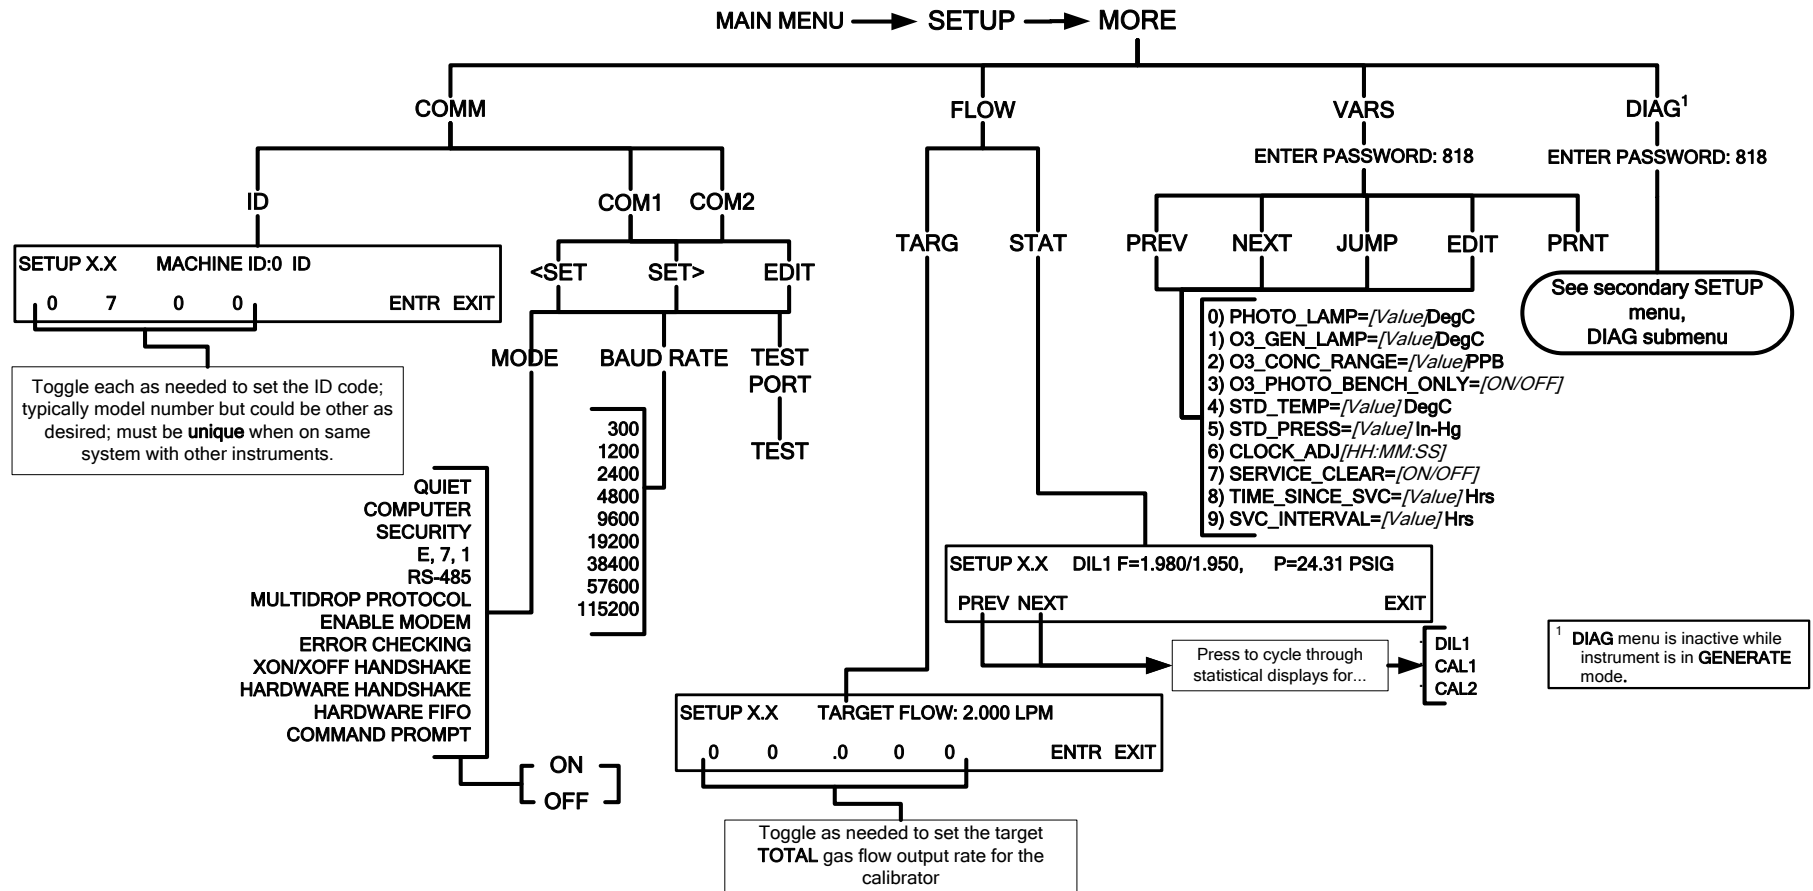 MAIN MENU SETUP MORE
COMM FLOW VARS DIAG¹
ENTER PASSWORD: 818 ENTER PASSWORD: 818
ID COM1 COM2
TARG STAT PREV NEXT JUMP EDIT PRNT
SETUP X.X MACHINE ID:0 ID
0 7 0 0 ENTR EXIT
<SET SET> EDIT
Toggle each as needed to set the ID code;
typically model number but could be other as
desired; must be unique when on same
system with other instruments.
MODE BAUD RATE TEST
PORT
TEST
300
1200
2400
4800
9600
19200
38400
57600
115200
QUIET
COMPUTER
SECURITY
E, 7, 1
RS-485
MULTIDROP PROTOCOL
ENABLE MODEM
ERROR CHECKING
XON/XOFF HANDSHAKE
HARDWARE HANDSHAKE
HARDWARE FIFO
COMMAND PROMPT
ON
OFF
0) PHOTO_LAMP=[Value]DegC
1) O3_GEN_LAMP=[Value]DegC
2) O3_CONC_RANGE=[Value]PPB
3) O3_PHOTO_BENCH_ONLY=[ON/OFF]
4) STD_TEMP=[Value] DegC
5) STD_PRESS=[Value] In-Hg
6) CLOCK_ADJ[HH:MM:SS]
7) SERVICE_CLEAR=[ON/OFF]
8) TIME_SINCE_SVC=[Value] Hrs
9) SVC_INTERVAL=[Value] Hrs
See secondary SETUP
menu,
DIAG submenu
SETUP X.X DIL1 F=1.980/1.950, P=24.31 PSIG
PREV NEXT EXIT
Press to cycle through
statistical displays for...
DIL1
CAL1
CAL2
SETUP X.X TARGET FLOW: 2.000 LPM
0 0 .0 0 0 ENTR EXIT
Toggle as needed to set the target
TOTAL gas flow output rate for the
calibrator
¹ DIAG menu is inactive while
instrument is in GENERATE
mode.